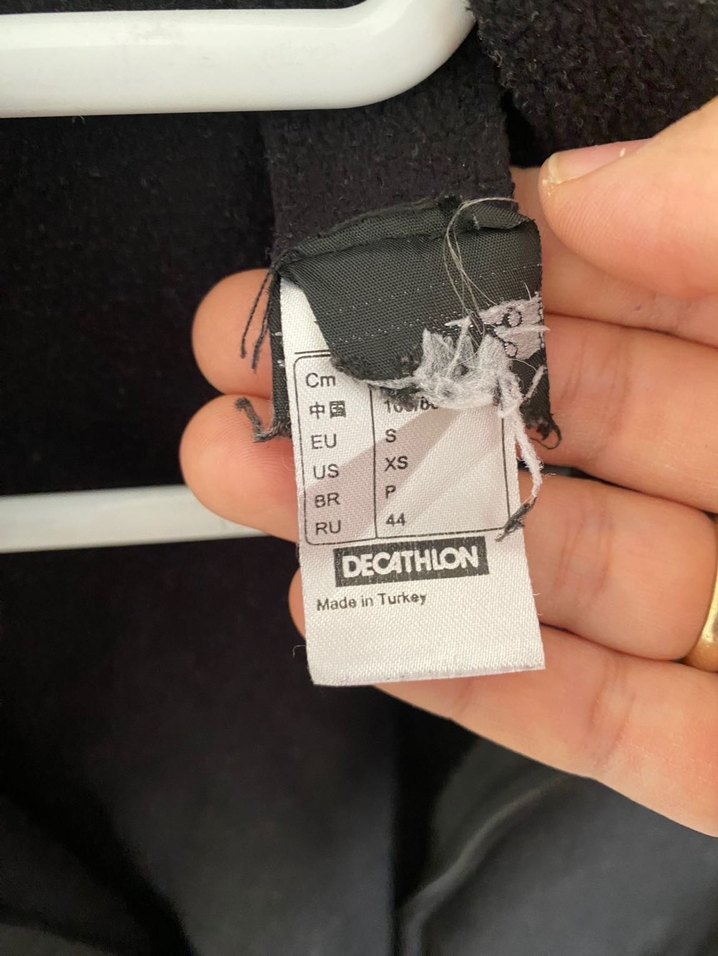 Cm
中国
EU S
US XS
BR P
RU 44
DECATHLON
Made in Turkey